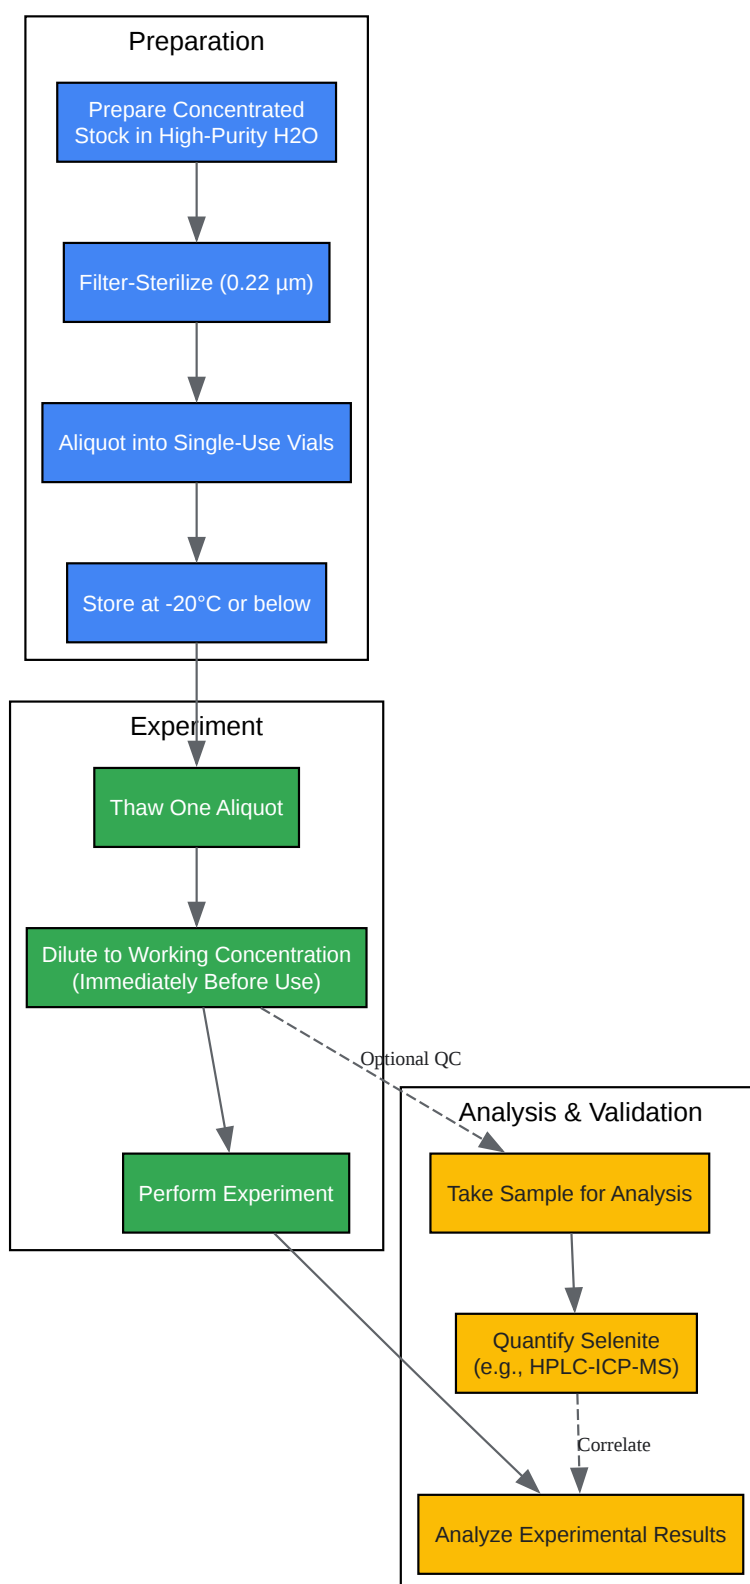 Preparation
Prepare Concentrated
Stock in High-Purity H2O
Filter-Sterilize (0.22 µm)
Aliquot into Single-Use Vials
Store at -20°C or below
Experiment
Thaw One Aliquot
Dilute to Working Concentration
(Immediately Before Use)
Optional QC
Perform Experiment
Analysis & Validation
Take Sample for Analysis
Quantify Selenite
(e.g., HPLC-ICP-MS)
Correlate
Analyze Experimental Results